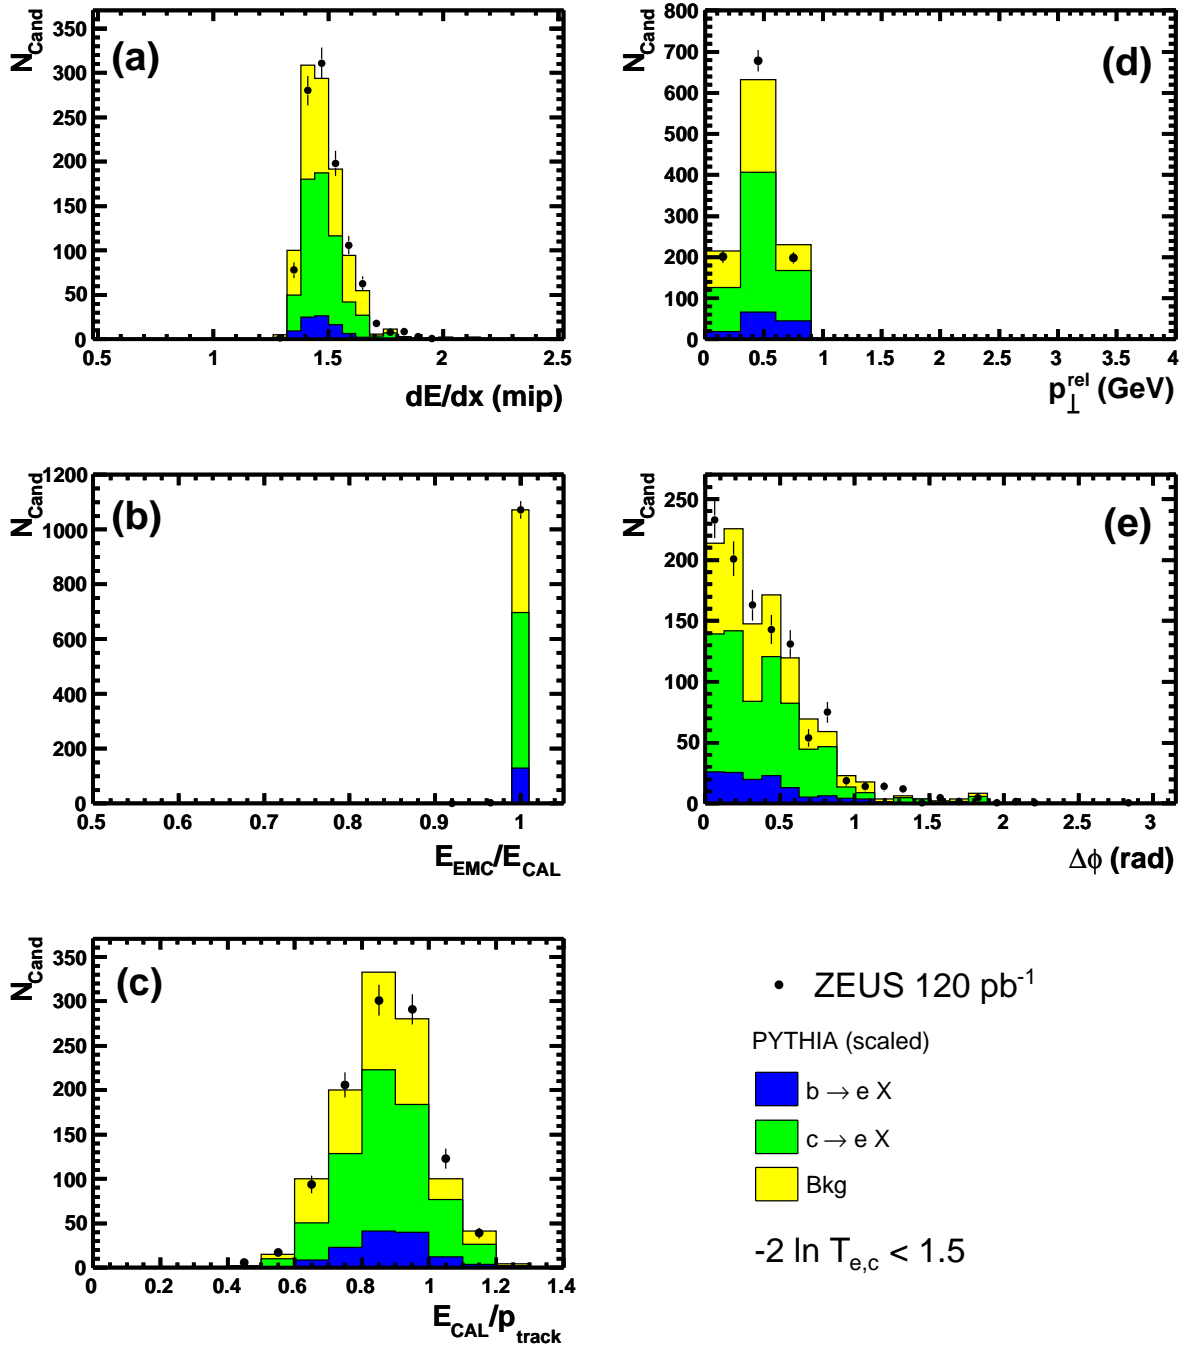 N_Cand
(a)
350
300
250
200
150
100
50
0
0.5 1 1.5 2 2.5
dE/dx (mip)
N_Cand
(d)
800
700
600
500
400
300
200
100
0
0 0.5 1 1.5 2 2.5 3 3.5 4
p_⊥^rel (GeV)
N_Cand
(b)
1200
1000
800
600
400
200
0
0.5 0.6 0.7 0.8 0.9 1
E_EMC/E_CAL
N_Cand
(e)
250
200
150
100
50
0
0 0.5 1 1.5 2 2.5 3
Δϕ (rad)
N_Cand
(c)
350
300
250
200
150
100
50
0
0 0.2 0.4 0.6 0.8 1 1.2 1.4
E_CAL/p_track
ZEUS 120 pb^-1
PYTHIA (scaled)
b → e X
c → e X
Bkg
-2 ln T_e,c < 1.5